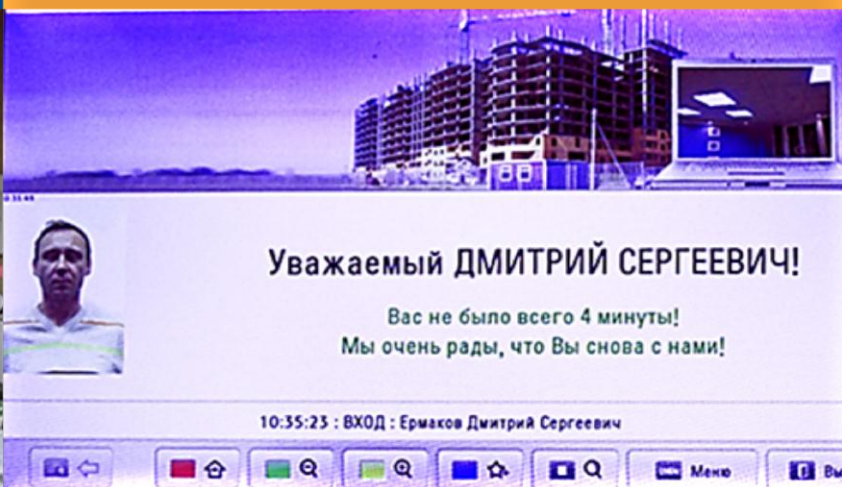 Уважаемый ДМИТРИЙ СЕРГЕЕВИЧ!
Вас не было всего 4 минуты!
Мы очень рады, что Вы снова с нами!
10:35:23 : ВХОД : Ермаков Дмитрий Сергеевич
Меню
Вы